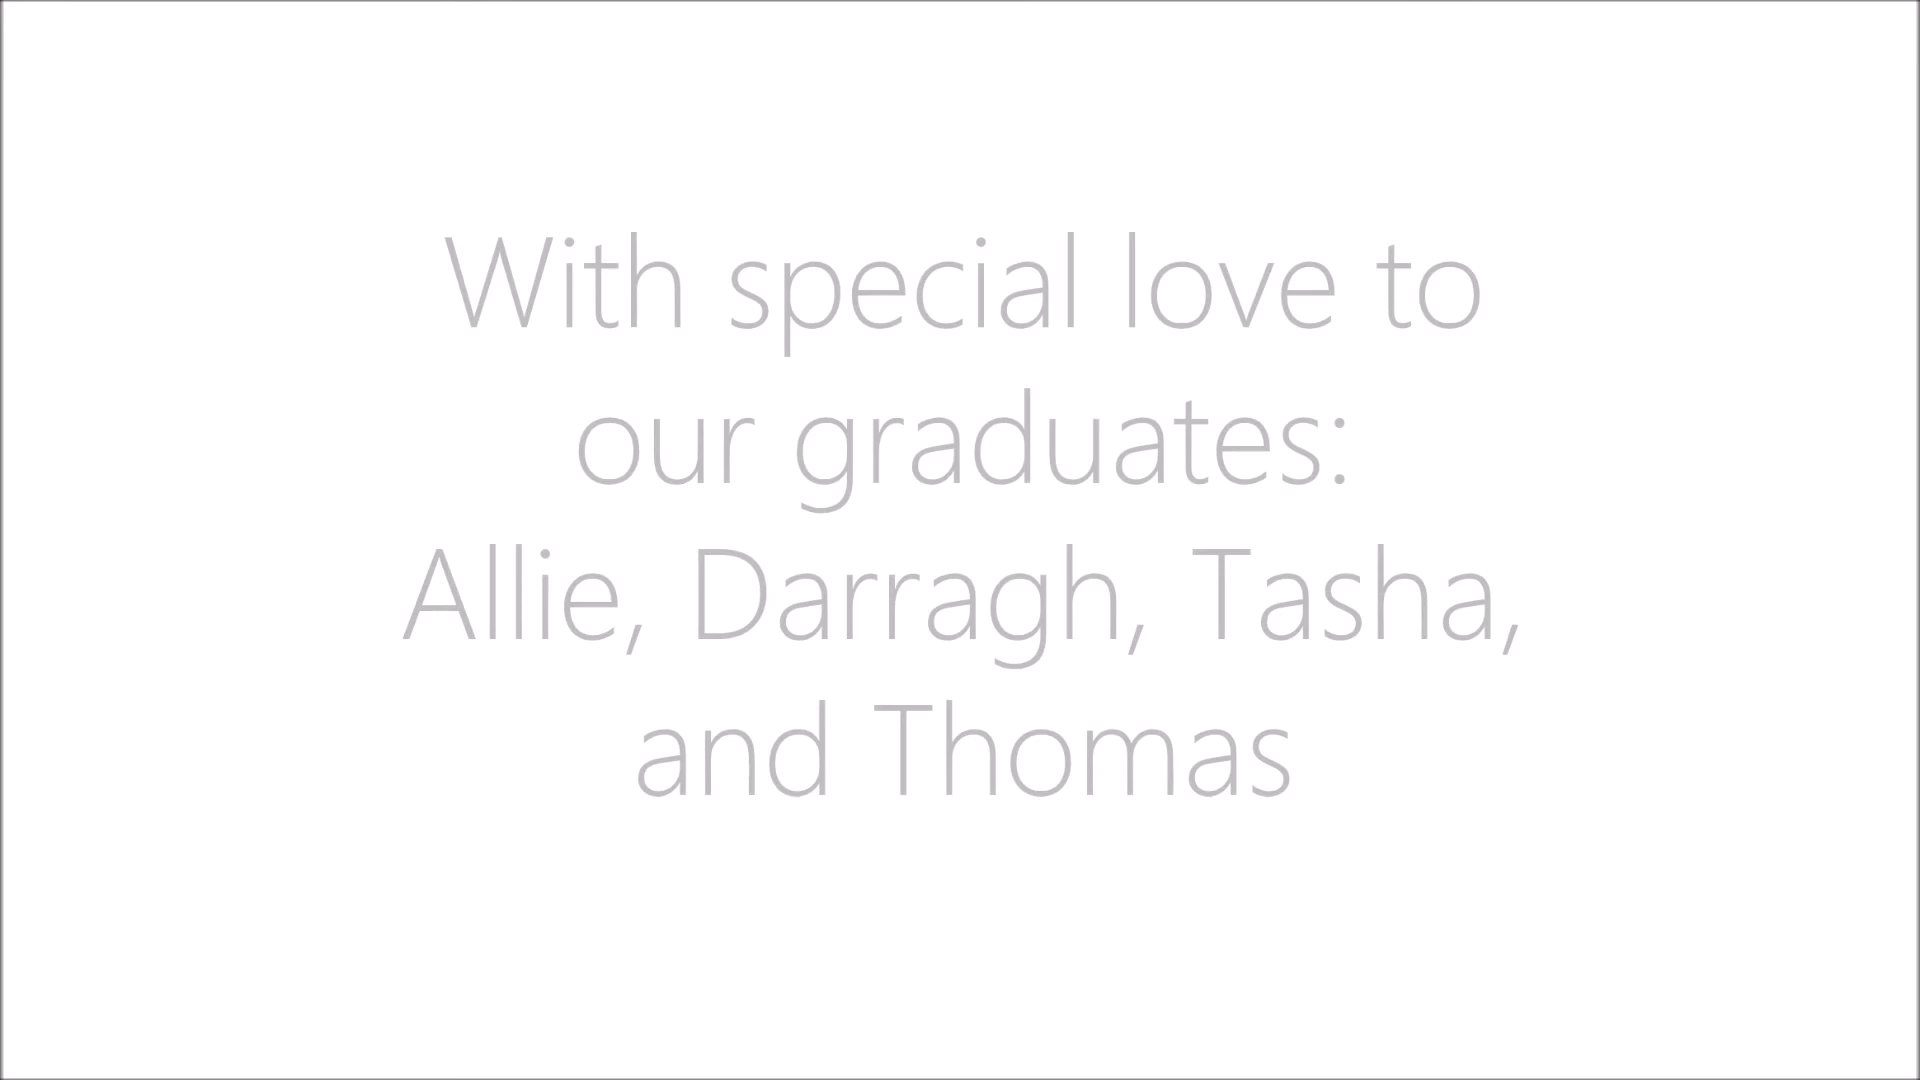 With special love to
our graduates:
Allie, Darragh, Tasha,
and Thomas